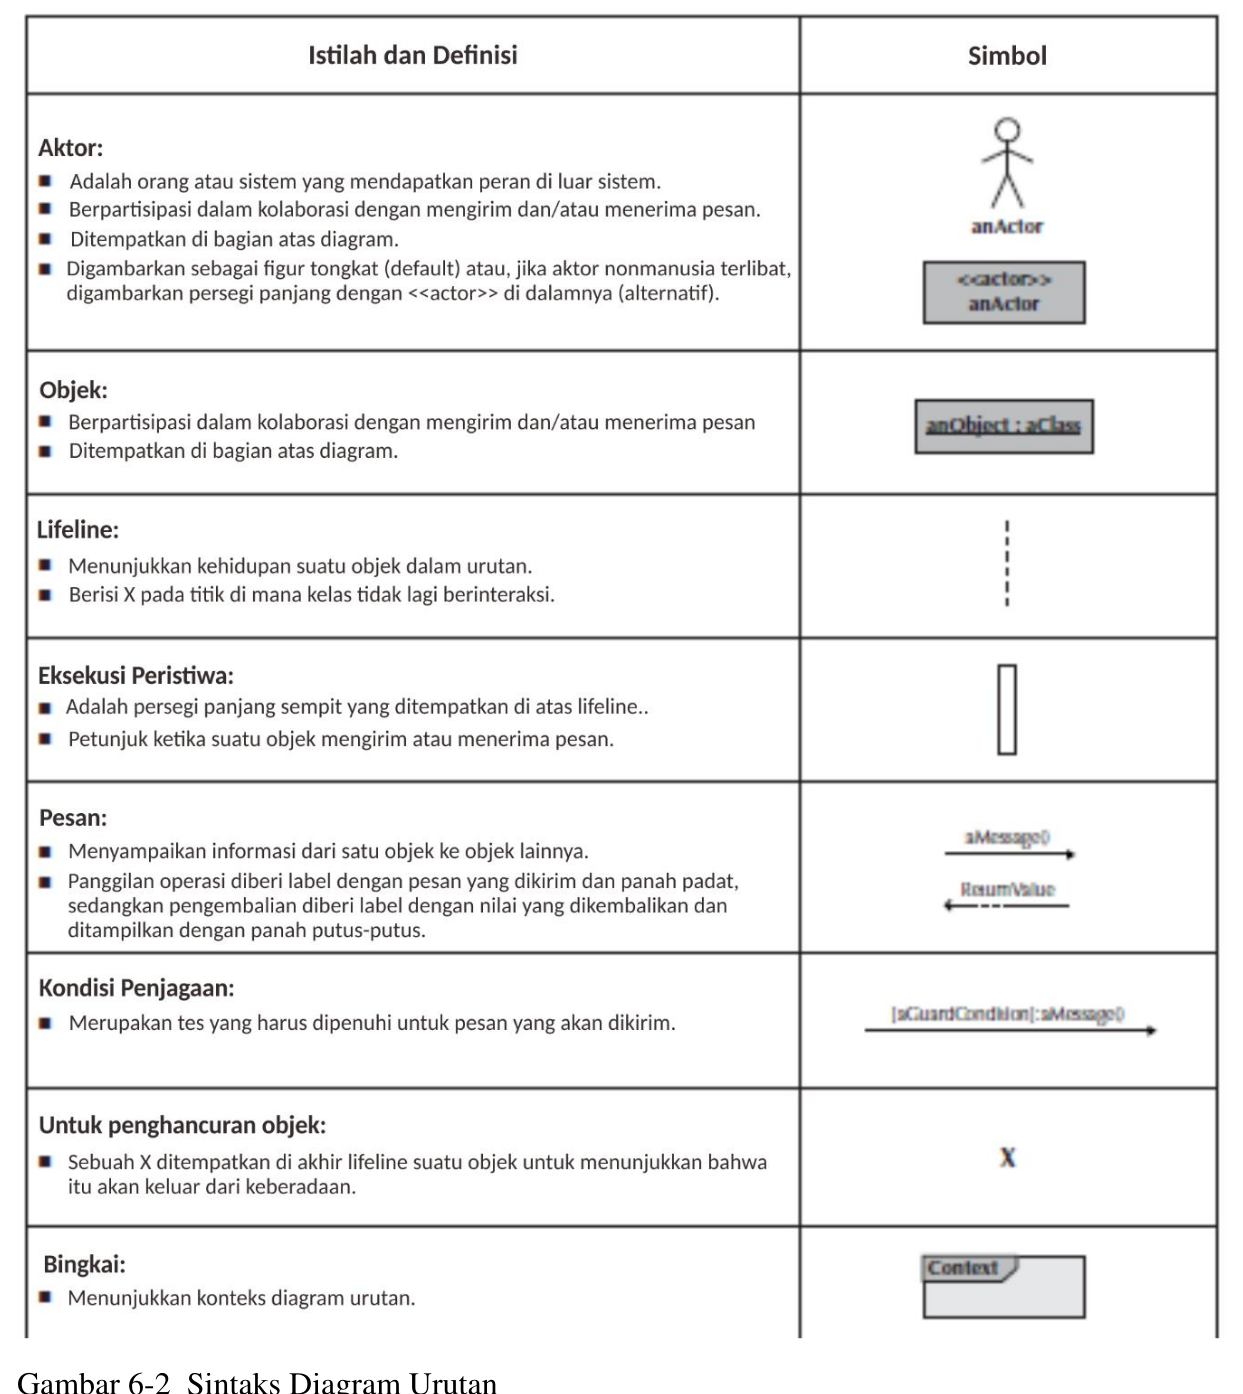 Istilah dan Definisi
Simbol
Aktor:
Adalah orang atau sistem yang mendapatkan peran di luar sistem.
Berpartisipasi dalam kolaborasi dengan mengirim dan/atau menerima pesan.
Ditempatkan di bagian atas diagram.
Digambarkan sebagai figur tongkat (default) atau, jika aktor nonmanusia terlibat,
digambarkan persegi panjang dengan <<actor>> di dalamnya (alternatif).
anActor
<<actor>>
anActor
Objek:
Berpartisipasi dalam kolaborasi dengan mengirim dan/atau menerima pesan
Ditempatkan di bagian atas diagram.
anObject : aClass
Lifeline:
Menunjukkan kehidupan suatu objek dalam urutan.
Berisi X pada titik di mana kelas tidak lagi berinteraksi.
Eksekusi Peristiwa:
Adalah persegi panjang sempit yang ditempatkan di atas lifeline..
Petunjuk ketika suatu objek mengirim atau menerima pesan.
Pesan:
Menyampaikan informasi dari satu objek ke objek lainnya.
Panggilan operasi diberi label dengan pesan yang dikirim dan panah padat,
sedangkan pengembalian diberi label dengan nilai yang dikembalikan dan
ditampilkan dengan panah putus-putus.
aMessage()
ReturnValue
Kondisi Penjagaan:
Merupakan tes yang harus dipenuhi untuk pesan yang akan dikirim.
[aGuardCondition]:aMessage()
Untuk penghancuran objek:
Sebuah X ditempatkan di akhir lifeline suatu objek untuk menunjukkan bahwa
itu akan keluar dari keberadaan.
X
Bingkai:
Menunjukkan konteks diagram urutan.
Context
Gambar 6-2 Sintaks Diagram Urutan